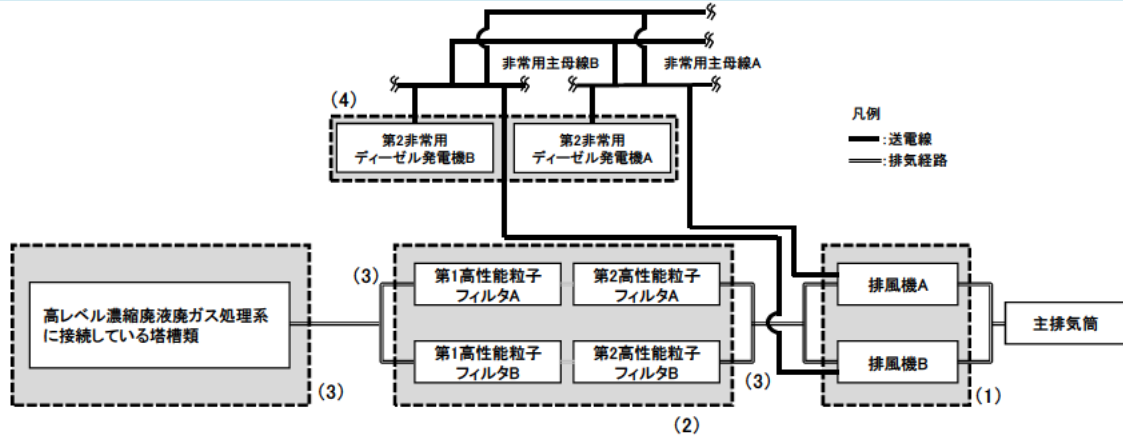 非常用主母線B
非常用主母線A
(4)
第2非常用
ディーゼル発電機B
第2非常用
ディーゼル発電機A
凡例
:送電線
:排気経路
高レベル濃縮廃液廃ガス処理系
に接続している塔槽類
(3)
(3)
第1高性能粒子
フィルタA
第2高性能粒子
フィルタA
第1高性能粒子
フィルタB
第2高性能粒子
フィルタB
(3)
(2)
排風機A
排風機B
(1)
主排気筒